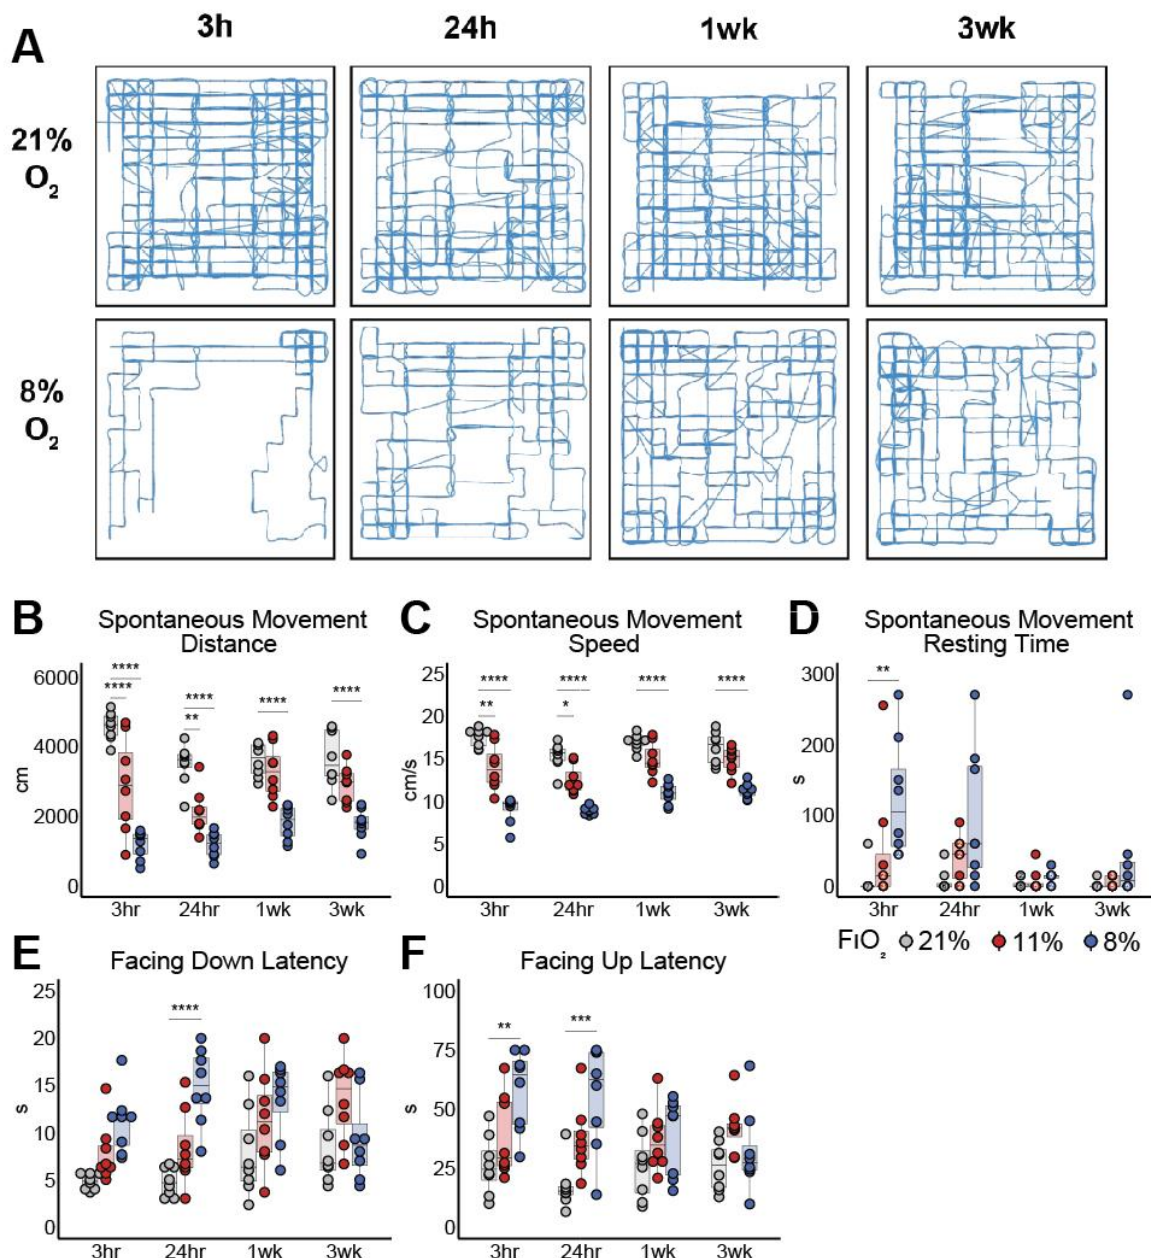 A
3h 24h 1wk 3wk
21%
O2
8%
O2
B
Spontaneous Movement
Distance
6000
4000
2000
0
cm
****
****
****
**
****
****
3hr 24hr 1wk 3wk
C
Spontaneous Movement
Speed
25
20
15
10
5
0
cm/s
****
**
****
*
****
****
3hr 24hr 1wk 3wk
D
Spontaneous Movement
Resting Time
300
200
100
0
s
**
3hr 24hr 1wk 3wk
FiO2 21% 11% 8%
E
Facing Down Latency
25
20
15
10
5
0
s
****
3hr 24hr 1wk 3wk
F
Facing Up Latency
100
75
50
25
0
s
**
***
3hr 24hr 1wk 3wk